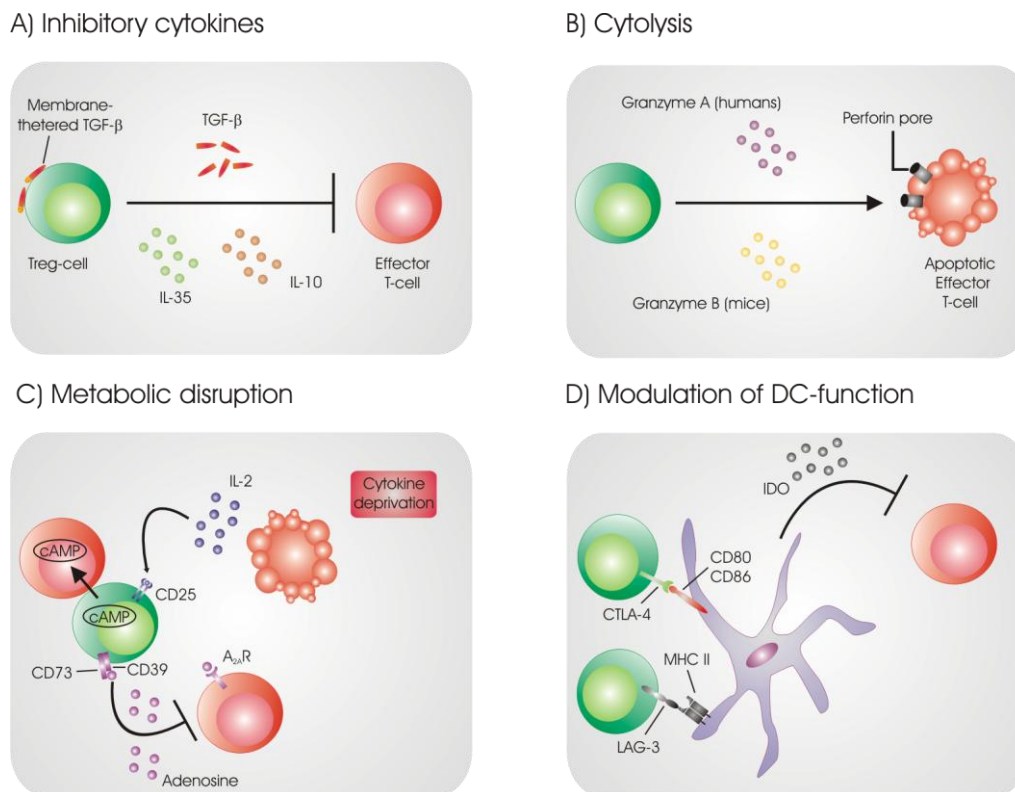 A) Inhibitory cytokines
Membrane-
thetered TGF-β
TGF-β
Treg-cell
IL-35
IL-10
Effector
T-cell
B) Cytolysis
Granzyme A (humans)
Perforin pore
Granzyme B (mice)
Apoptotic
Effector
T-cell
C) Metabolic disruption
IL-2
Cytokine
deprivation
cAMP
CD25
cAMP
CD73
CD39
A2AR
Adenosine
D) Modulation of DC-function
IDO
CD80
CD86
CTLA-4
MHC II
LAG-3